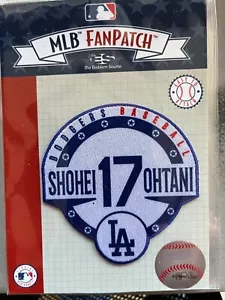 MLB FANPATCH
The Emblem Source
DODGERS BASEBALL
SHOHEI 17 OHTANI
LA